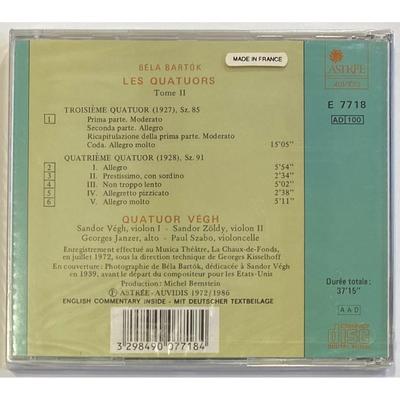 BÉLA BARTÓK
LES QUATUORS
Tome II
MADE IN FRANCE
ASTRÉE
AUVIDIS
E 7718
AD 100
TROISIÈME QUATUOR (1927), Sz. 85
1 Prima parte. Moderato
Seconda parte. Allegro
Ricapitulazione della prima parte. Moderato
Coda. Allegro molto 15'05"
QUATRIÈME QUATUOR (1928), Sz. 91
2 I. Allegro 5'54"
3 II. Prestissimo, con sordino 2'34"
4 III. Non troppo lento 5'02"
5 IV. Allegretto pizzicato 2'38"
6 V. Allegro molto 5'11"
QUATUOR VÉGH
Sandor Végh, violon I - Sandor Zöldy, violon II
Georges Janzer, alto - Paul Szabo, violoncelle
Enregistrement effectué au Musica Théâtre, La Chaux-de-Fonds,
en juillet 1972, sous la direction technique de Georges Kisselhoff
En couverture: Photographie de Béla Bartók, dédicacée à Sandor Végh
en 1939, avant le départ du compositeur pour les Etats-Unis
Production: Michel Bernstein
Ⓟ ASTRÉE - AUVIDIS 1972/1986
ENGLISH COMMENTARY INSIDE - MIT DEUTSCHER TEXTBEILAGE
3 298490 077184
Durée totale:
37'15"
AAD
COMPACT
disc
DIGITAL AUDIO